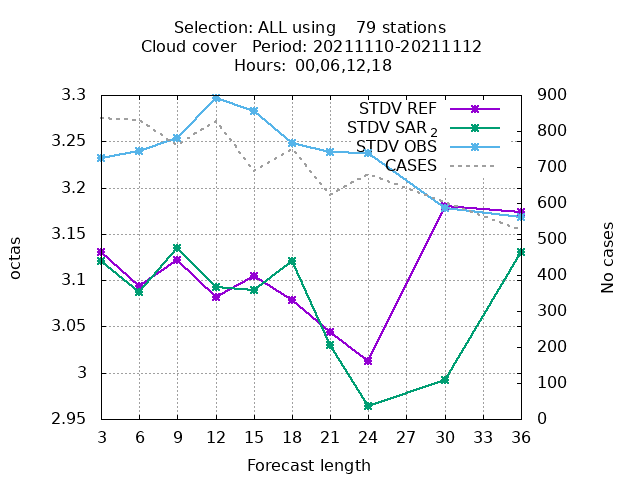 Selection: ALL using    79 stations
Cloud cover   Period: 20211110-20211112
Hours: 00,06,12,18
STDV REF
STDV SAR 2
STDV OBS
CASES
3.3
3.25
3.2
3.15
3.1
3.05
3
2.95
900
800
700
600
500
400
300
200
100
0
octas
No cases
3 6 9 12 15 18 21 24 27 30 33 36
Forecast length